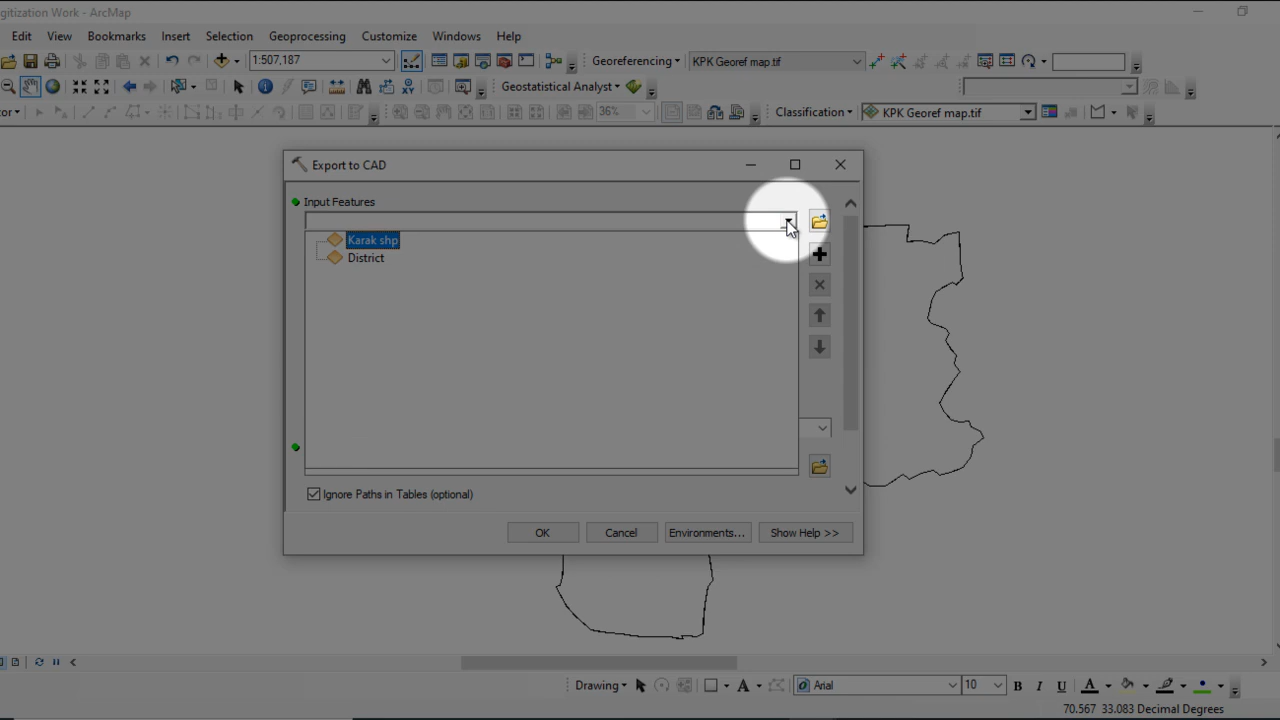 gitization Work - ArcMap
Edit View Bookmarks Insert Selection Geoprocessing Customize Windows Help
1:507,187 Georeferencing KPK Georef map.tif
Geostatistical Analyst
tor 36% Classification KPK Georef map.tif
Export to CAD
Input Features
Karak shp
District
Ignore Paths in Tables (optional)
OK Cancel Environments... Show Help >>
Drawing A Arial 10 B I U A
70.567 33.083 Decimal Degrees